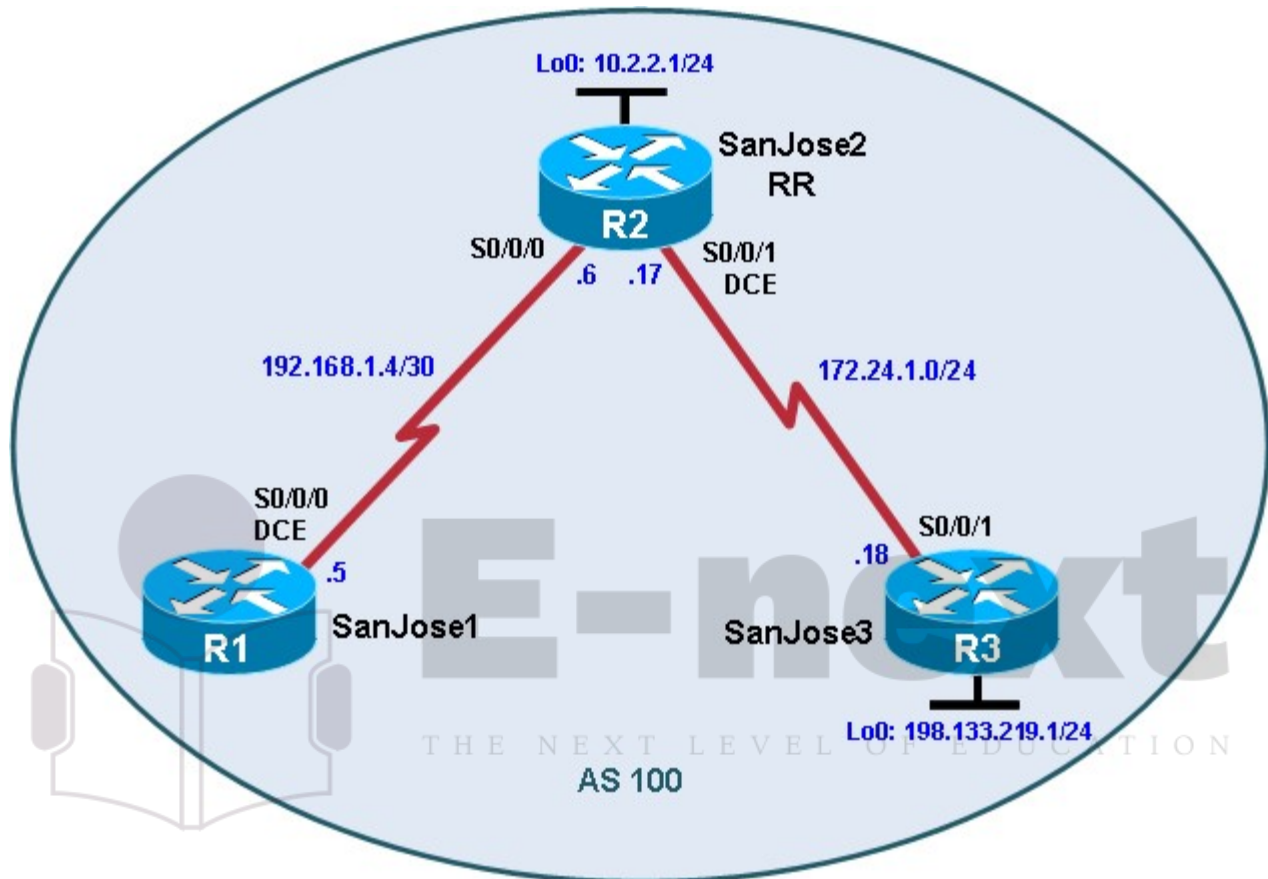 Lo0: 10.2.2.1/24
SanJose2
RR
R2
S0/0/0
S0/0/1
DCE
.6
.17
192.168.1.4/30
172.24.1.0/24
S0/0/0
DCE
S0/0/1
.5
.18
R1
SanJose1
SanJose3
R3
E-next
Lo0: 198.133.219.1/24
THE NEXT LEVEL OF EDUCATION
AS 100